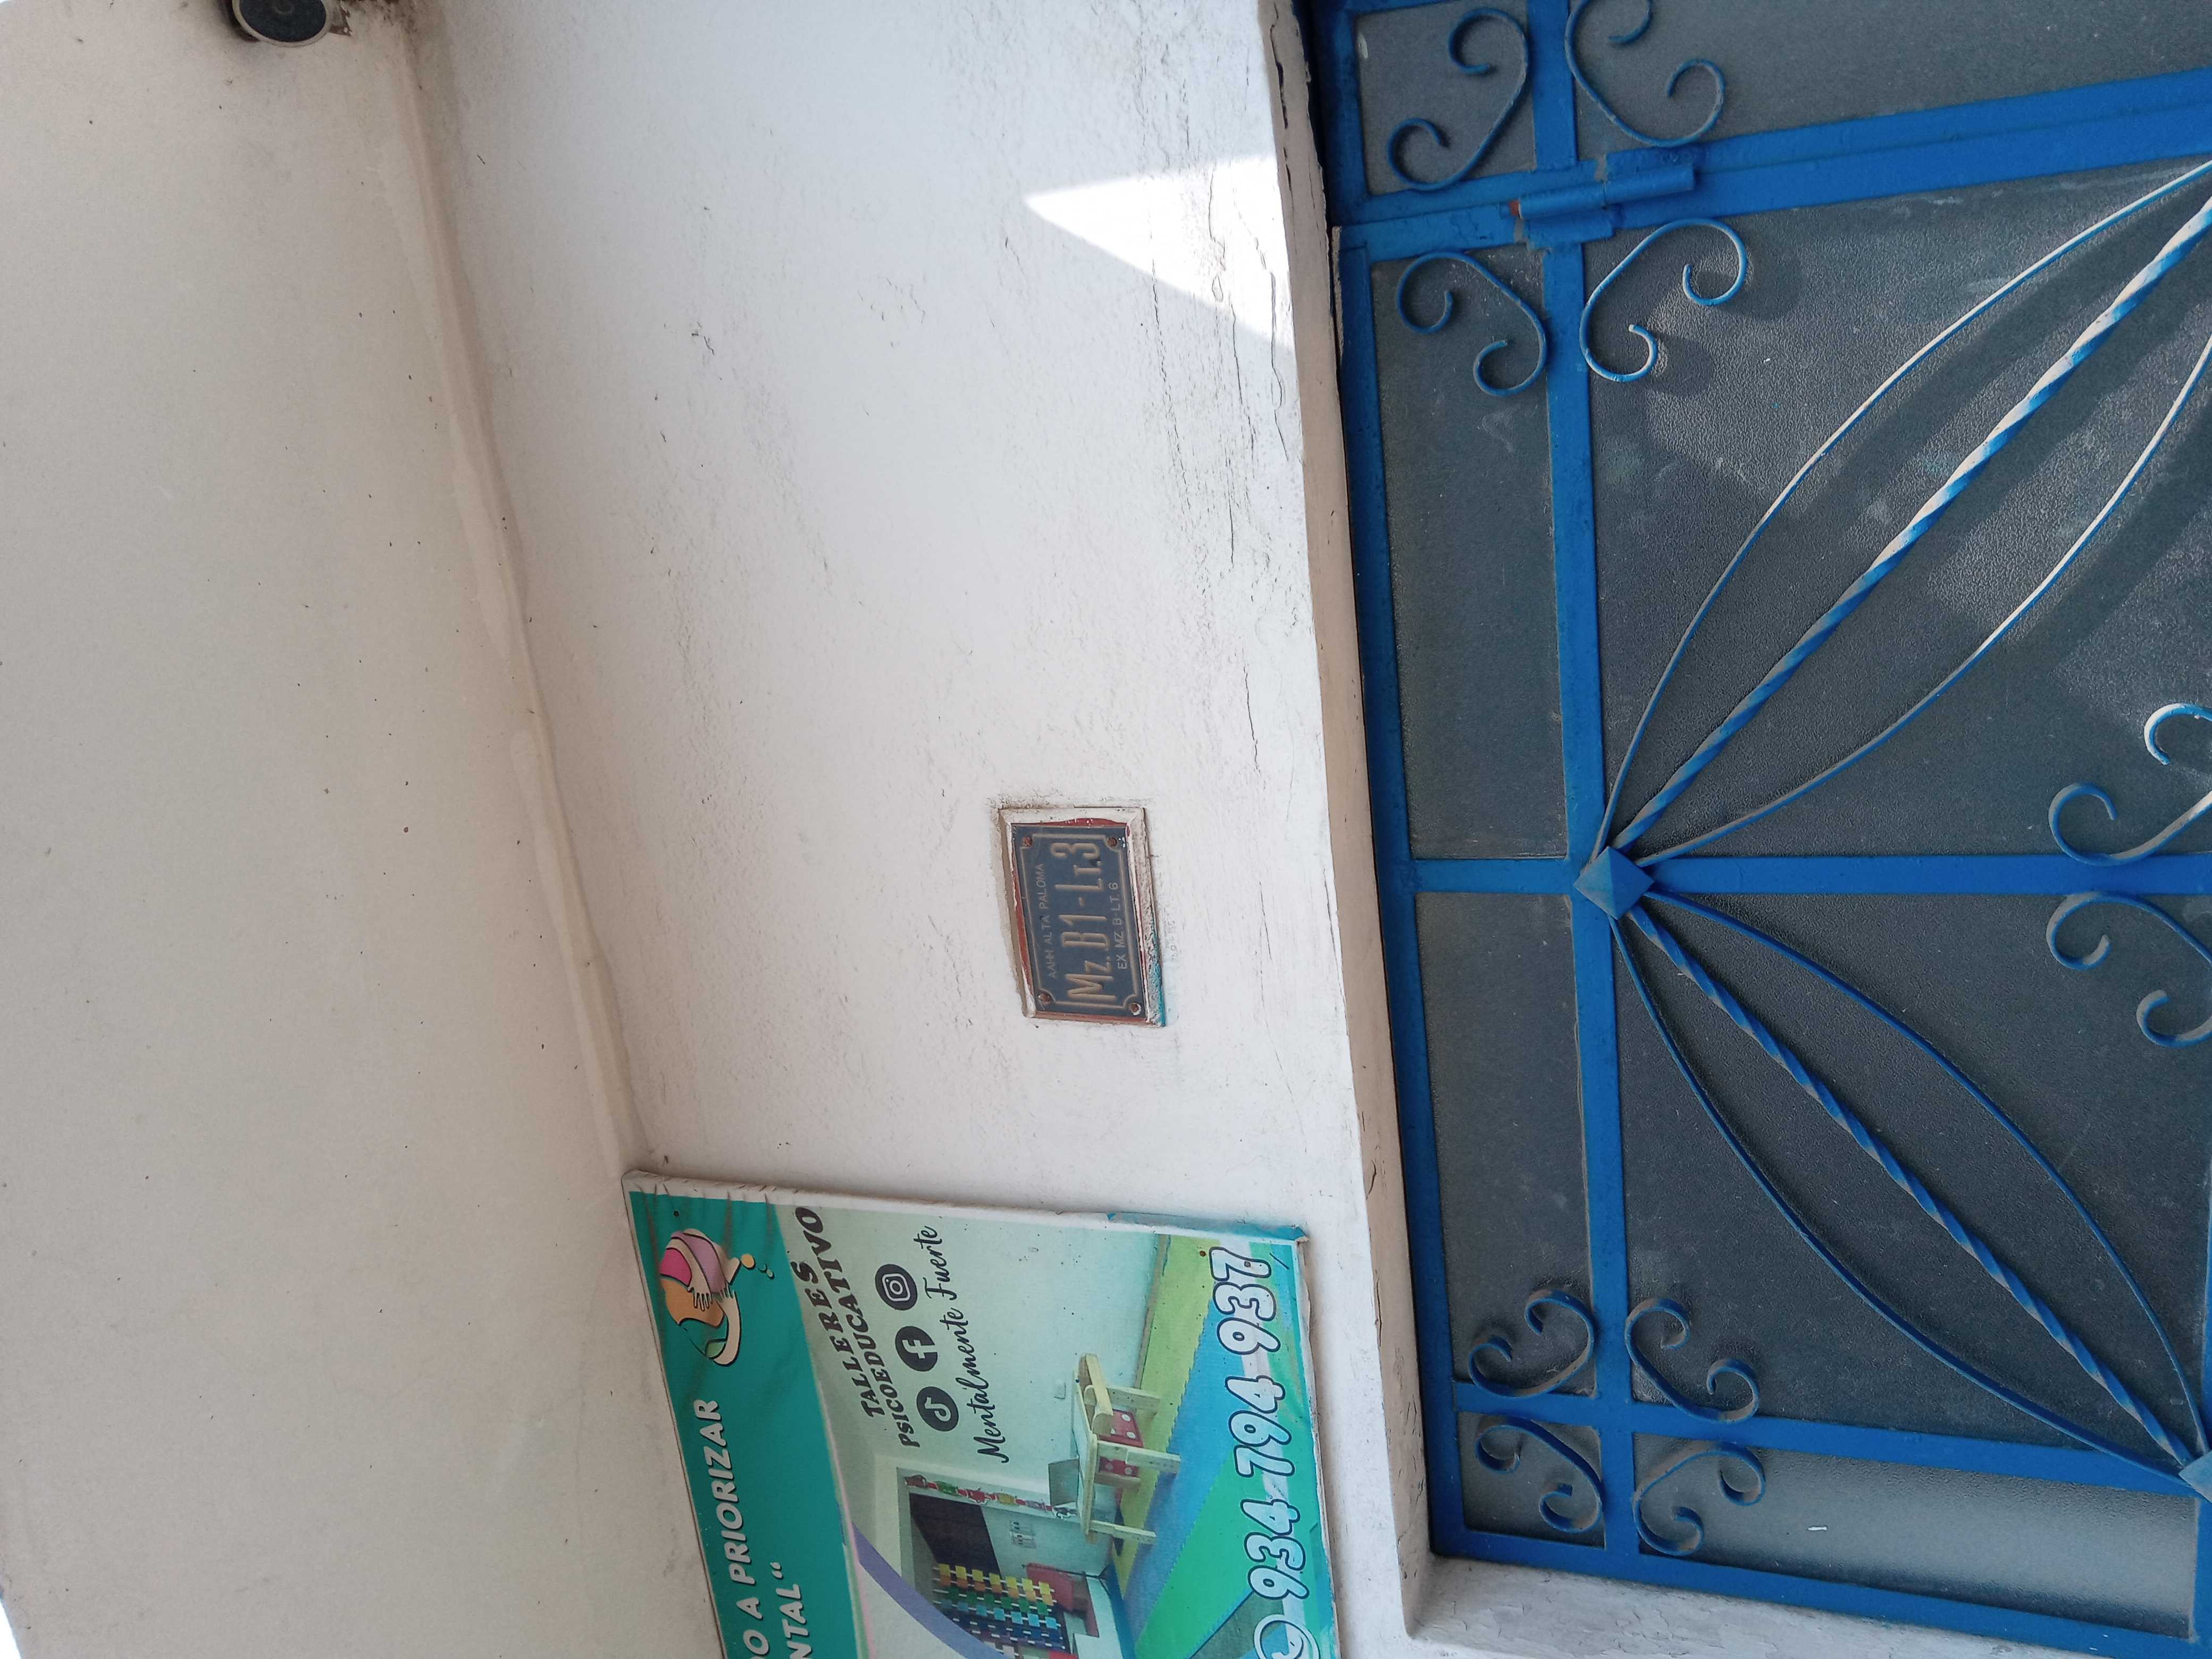 AAHH ALTA PALOMA
Mz. B1 - Lt. 3
EX MZ B LT. 6
O A PRIORIZAR
NTAL"
TALLERES
PSICOEDUCATIVO
Mentalmente Fuerte
934-794-937